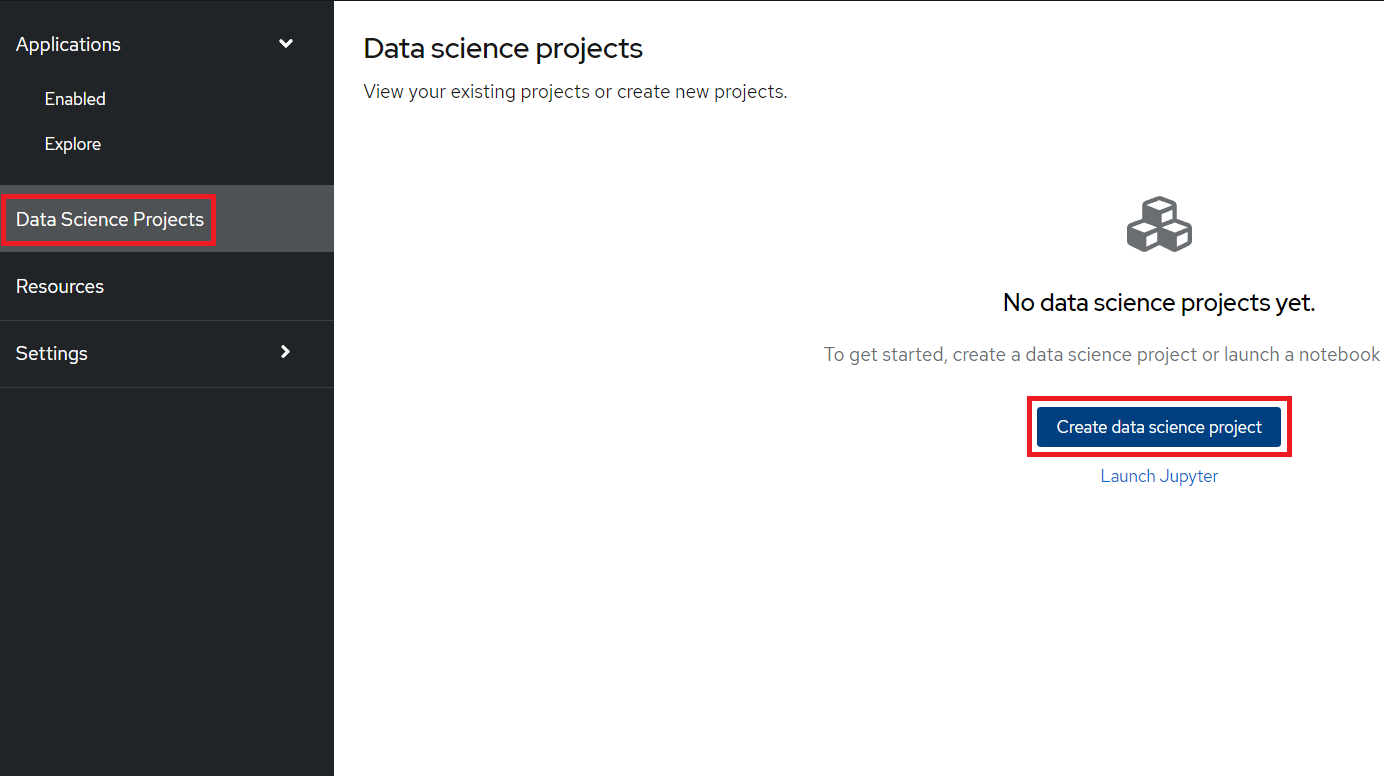 Applications
Enabled
Explore
Data Science Projects
Resources
Settings
Data science projects
View your existing projects or create new projects.
No data science projects yet.
To get started, create a data science project or launch a notebook
Create data science project
Launch Jupyter